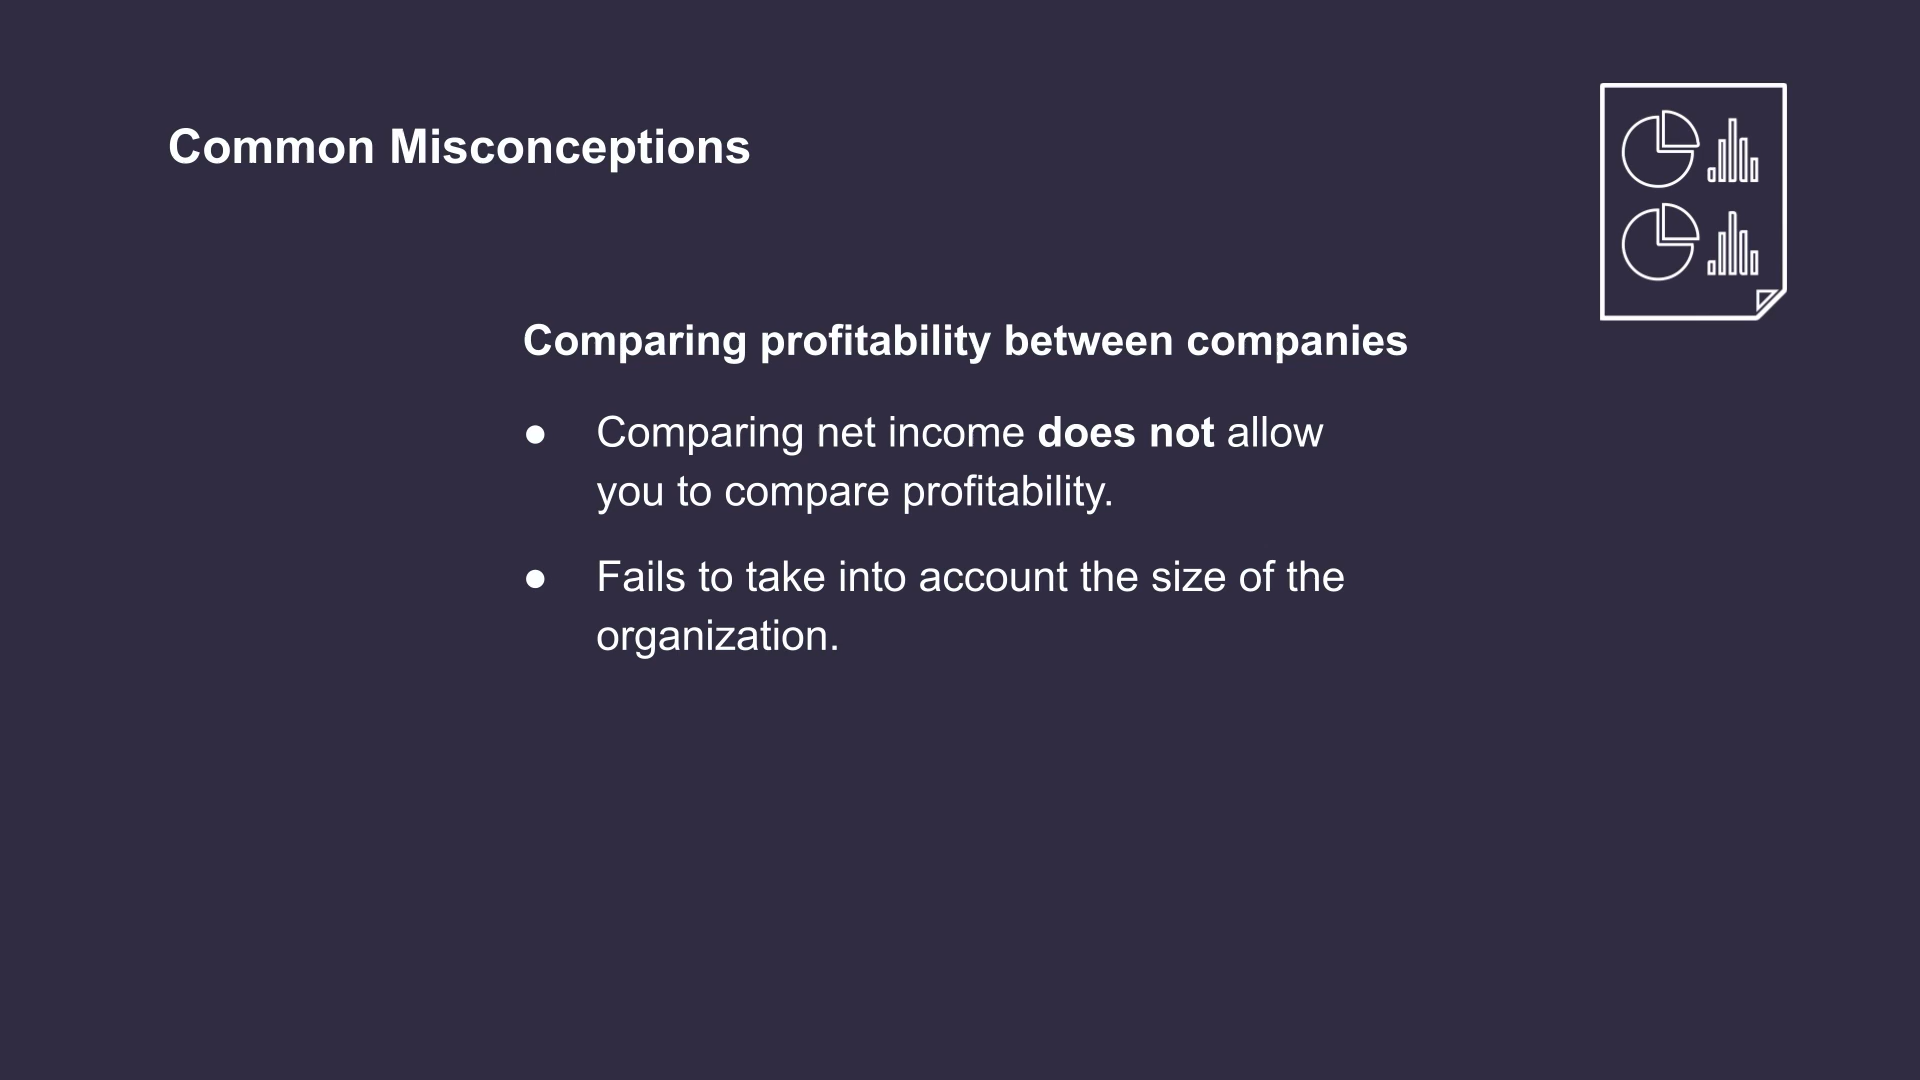 Common Misconceptions
Comparing profitability between companies
● Comparing net income does not allow
you to compare profitability.
● Fails to take into account the size of the
organization.